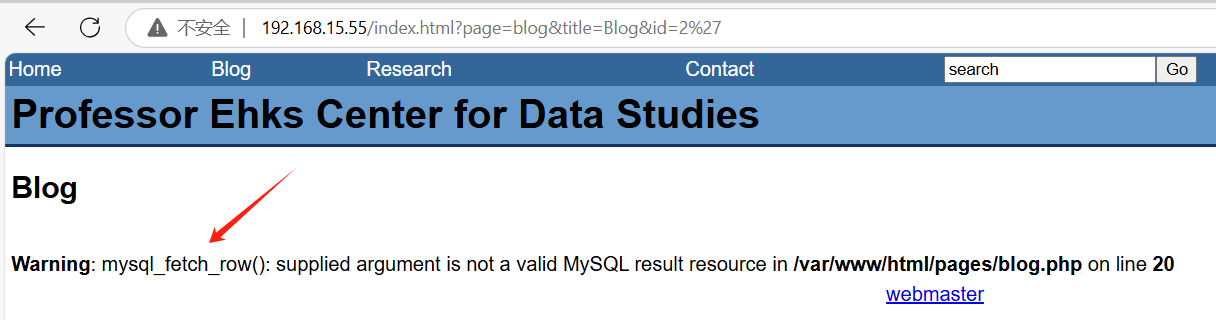 不安全 | 192.168.15.55/index.html?page=blog&title=Blog&id=2%27
Home Blog Research Contact search Go
Professor Ehks Center for Data Studies
Blog
Warning: mysql_fetch_row(): supplied argument is not a valid MySQL result resource in /var/www/html/pages/blog.php on line 20
webmaster